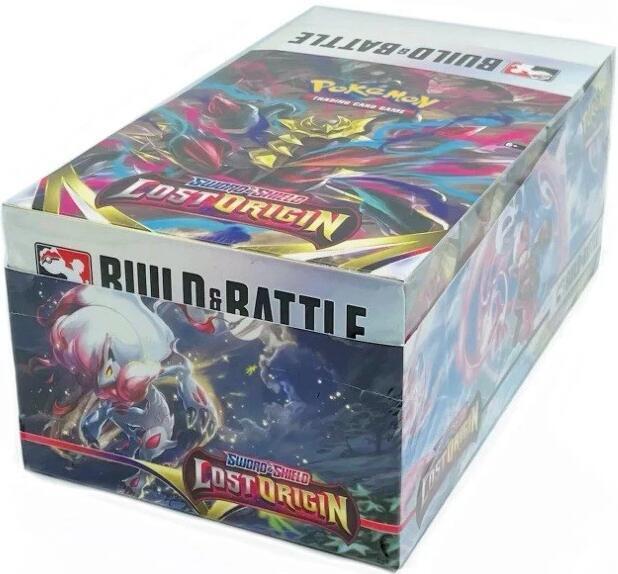 BUILD&BATTLE
POKÉMON
TRADING CARD GAME
SWORD & SHIELD
LOST ORIGIN
BUILD&BATTLE
SWORD & SHIELD
LOST ORIGIN
LOST ORIGIN